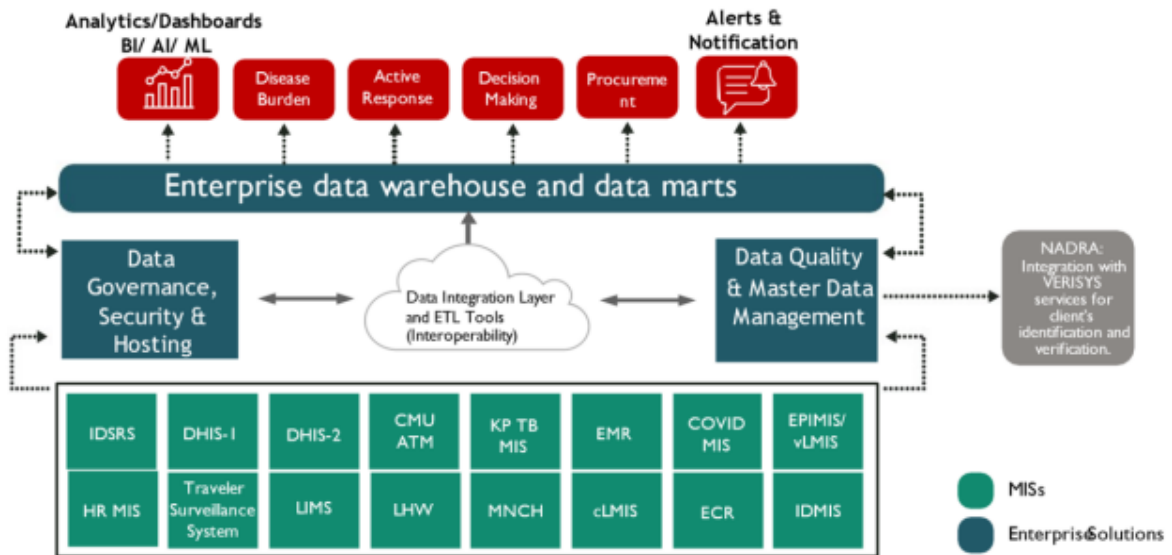 Analytics/Dashboards
BI/ AI/ ML
Alerts &
Notification
Disease
Burden
Active
Response
Decision
Making
Procureme
nt
Enterprise data warehouse and data marts
Data
Governance,
Security &
Hosting
Data Integration Layer
and ETL Tools
(Interoperability)
Data Quality
& Master Data
Management
NADRA:
Integration with
VERISYS
services for
client's
identification and
verification.
IDSRS
DHIS-1
DHIS-2
CMU
ATM
KP TB
MIS
EMR
COVID
MIS
EPIMIS/
vLMIS
HR MIS
Traveler
Surveillance
System
LIMS
LHW
MNCH
cLMIS
ECR
IDMIS
MISs
EnterpriseSolutions